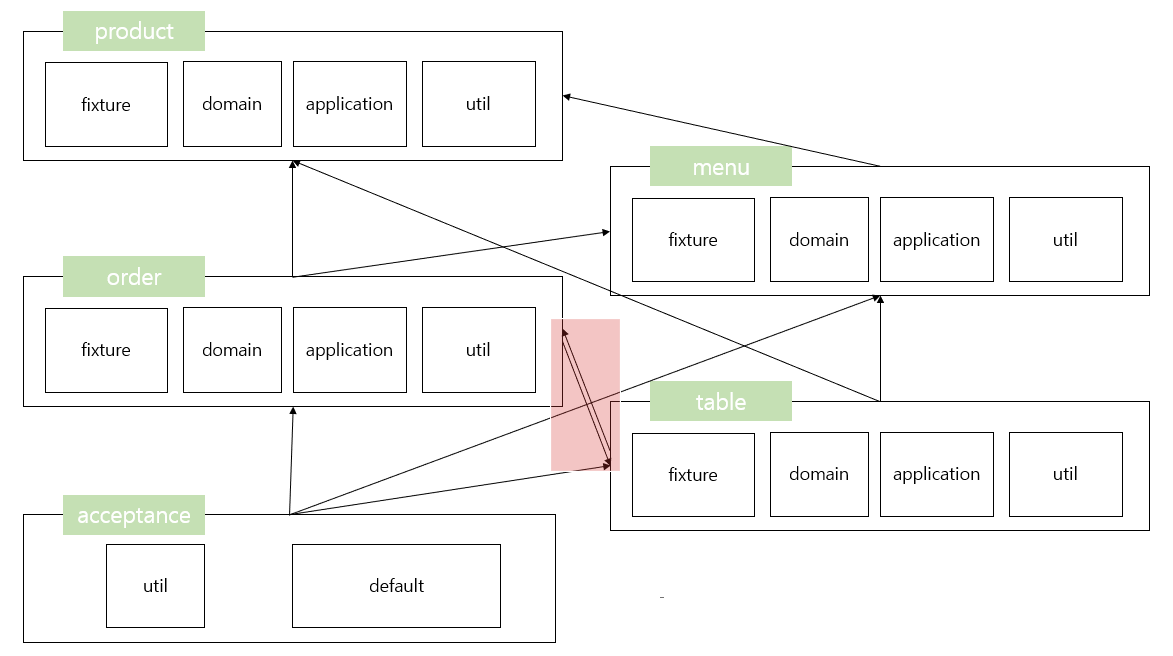 product
fixture
domain
application
util
menu
fixture
domain
application
util
order
fixture
domain
application
util
table
fixture
domain
application
util
acceptance
util
default
-